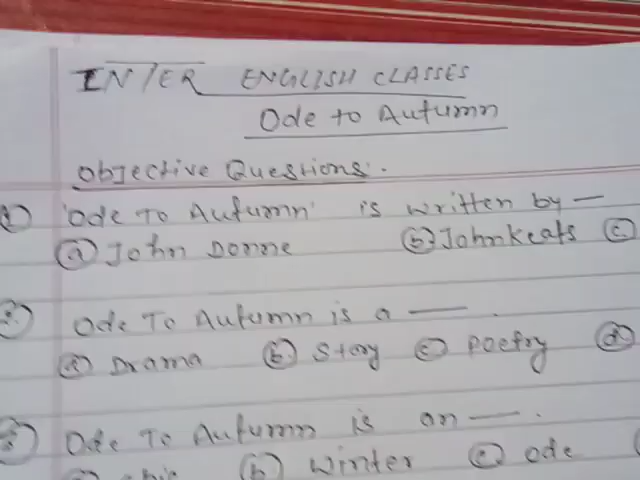 INTER ENGLISH CLASSES
Ode to Autumn
Objective Questions:
① 'Ode To Autumn' is written by —
ⓐ John Donne ⓑ John Keats ⓒ
② Ode To Autumn is a —.
ⓐ Drama ⓑ Story ⓒ Poetry ⓓ
③ Ode To Autumn is an —.
ⓑ winter ⓒ ode